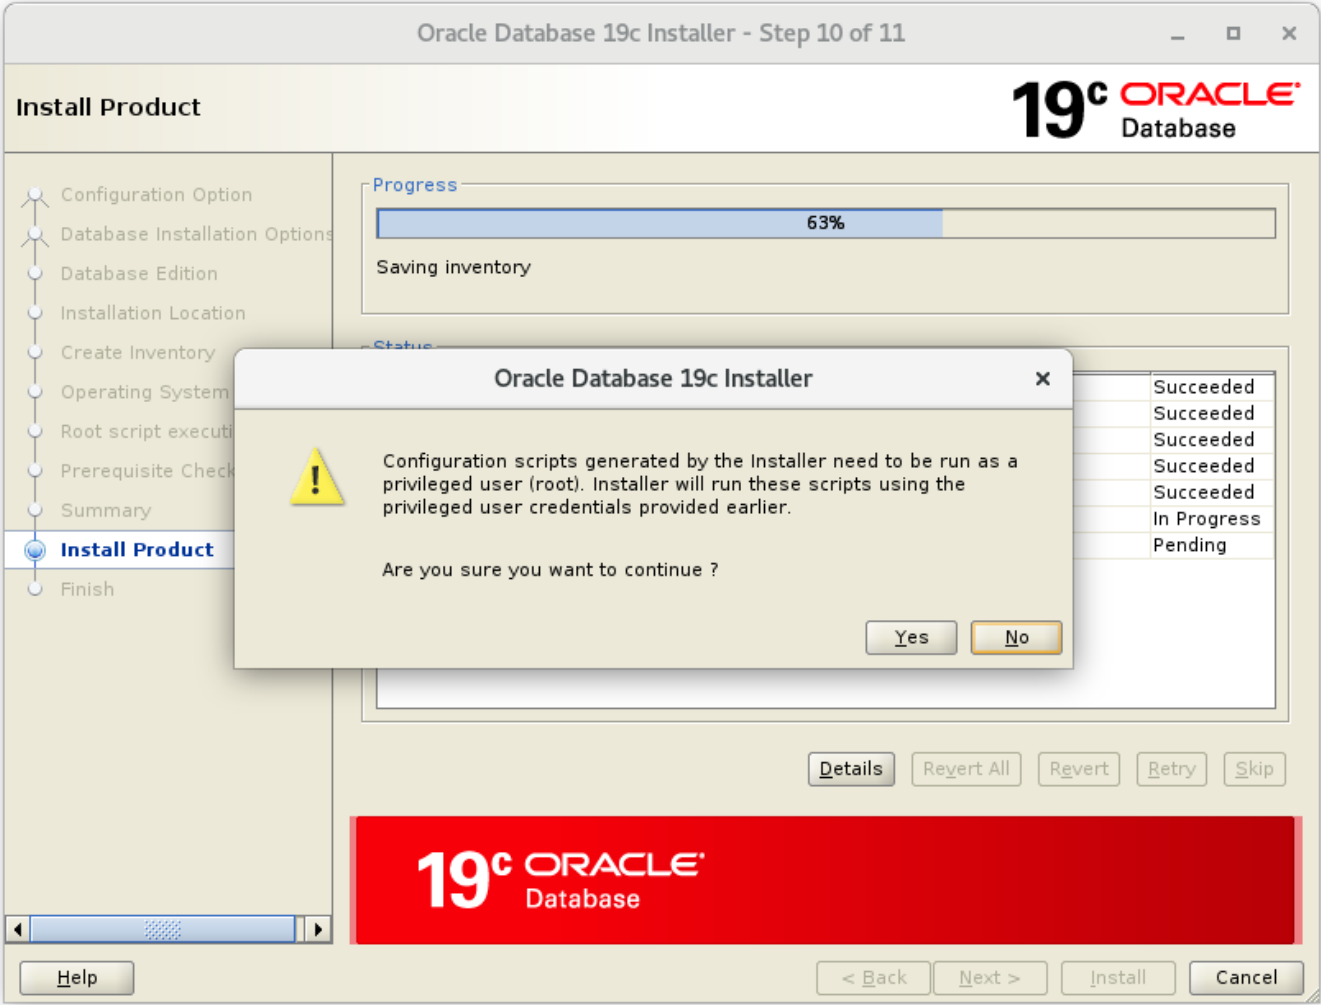 Oracle Database 19c Installer - Step 10 of 11
Install Product
19c ORACLE
Database
Configuration Option
Database Installation Options
Database Edition
Installation Location
Create Inventory
Operating System
Root script
Prerequisite
Summary
Install Product
Finish
Progress
63%
Saving inventory
Status
Succeeded
Succeeded
Succeeded
Succeeded
Succeeded
In Progress
Pending
Oracle Database 19c Installer
Configuration scripts generated by the Installer need to be run as a
privileged user (root). Installer will run these scripts using the
privileged user credentials provided earlier.
Are you sure you want to continue ?
Yes
No
Details
Revert All
Revert
Retry
Skip
19c ORACLE
Database
Help
< Back
Next >
Install
Cancel